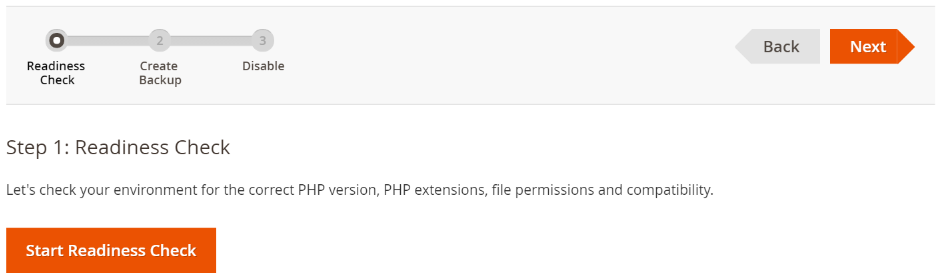 2
3
Readiness
Check
Create
Backup
Disable
Back
Next
Step 1: Readiness Check
Let's check your environment for the correct PHP version, PHP extensions, file permissions and compatibility.
Start Readiness Check